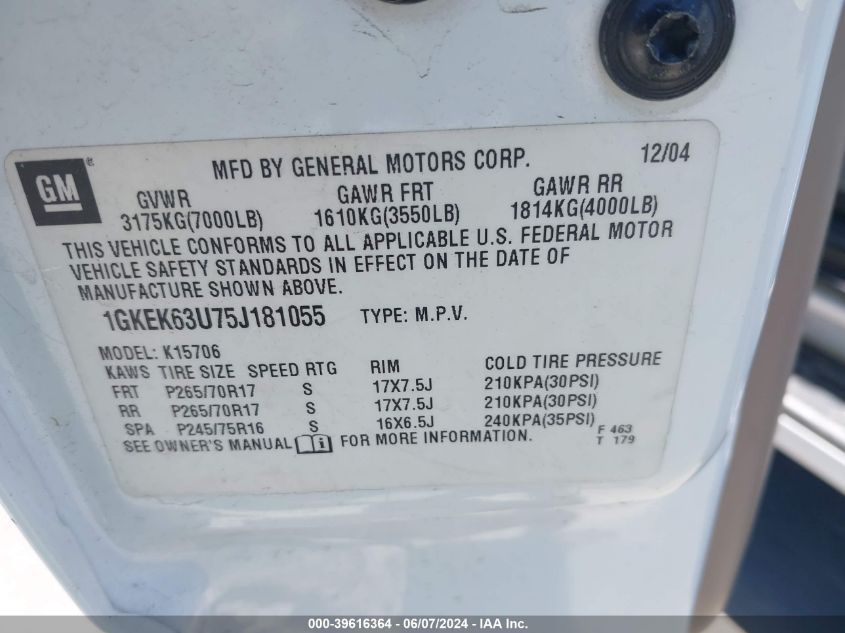 GM ® MFD BY GENERAL MOTORS CORP. 12/04
GVWR GAWR FRT GAWR RR
3175KG(7000LB) 1610KG(3550LB) 1814KG(4000LB)
THIS VEHICLE CONFORMS TO ALL APPLICABLE U.S. FEDERAL MOTOR
VEHICLE SAFETY STANDARDS IN EFFECT ON THE DATE OF
MANUFACTURE SHOWN ABOVE.
1GKEK63U75J181055 TYPE: M.P.V.
MODEL: K15706
KAWS TIRE SIZE SPEED RTG RIM COLD TIRE PRESSURE
FRT P265/70R17 S 17X7.5J 210KPA(30PSI)
RR P265/70R17 S 17X7.5J 210KPA(30PSI)
SPA P245/75R16 S 16X6.5J 240KPA(35PSI)
SEE OWNER'S MANUAL i FOR MORE INFORMATION.
F 463
T 179
000-39616364 - 06/07/2024 - IAA Inc.